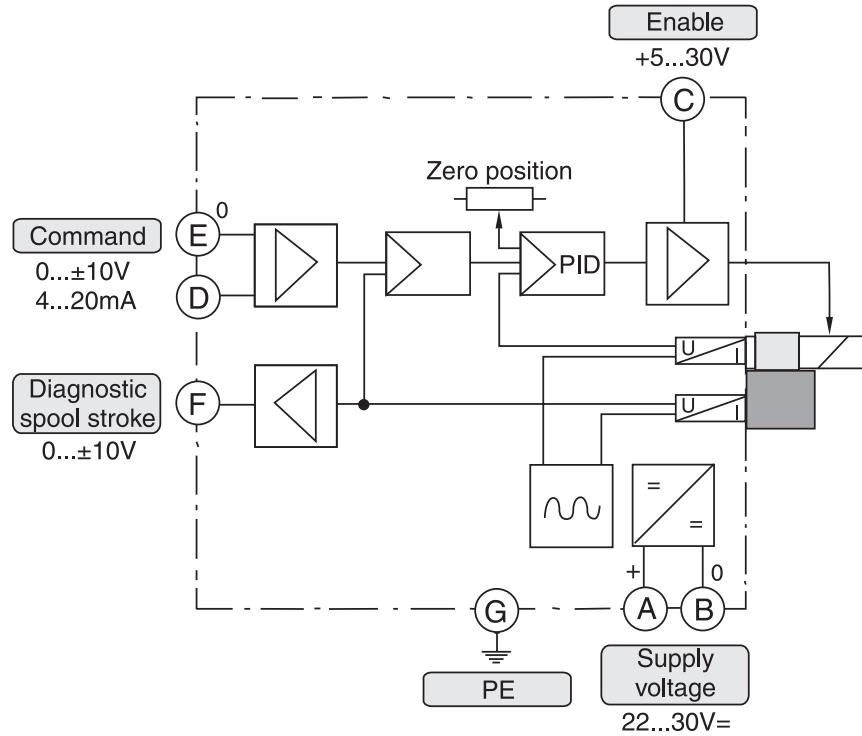 Enable
+5...30V
C
Zero position
E
0
Command
0...±10V
4...20mA
D
PID
U
I
Diagnostic
spool stroke
0...±10V
F
U
I
=
=
+
0
G
A
B
PE
Supply
voltage
22...30V=